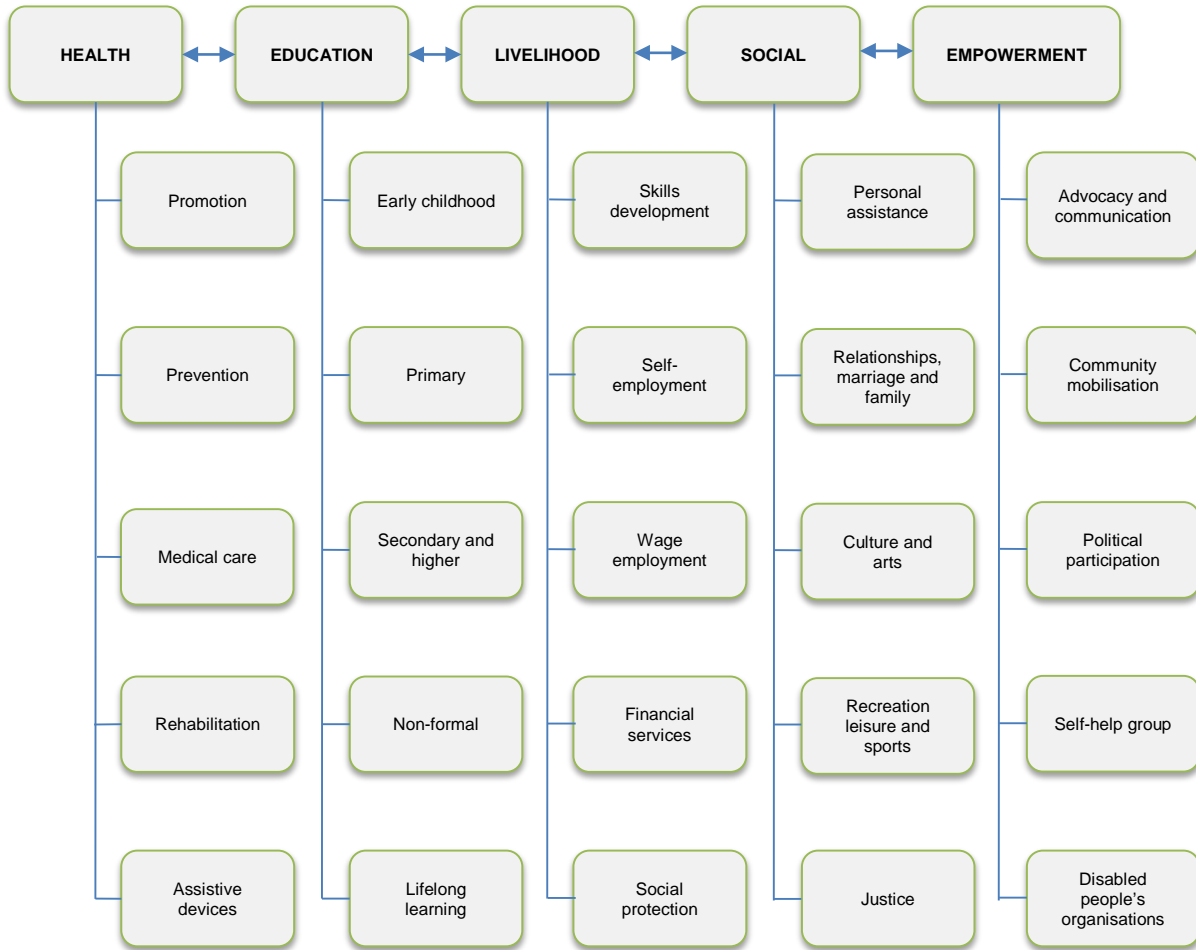 HEALTH
EDUCATION
LIVELIHOOD
SOCIAL
EMPOWERMENT
Promotion
Early childhood
Skills
development
Personal
assistance
Advocacy and
communication
Prevention
Primary
Self-
employment
Relationships,
marriage and
family
Community
mobilisation
Medical care
Secondary and
higher
Wage
employment
Culture and
arts
Political
participation
Rehabilitation
Non-formal
Financial
services
Recreation
leisure and
sports
Self-help group
Assistive
devices
Lifelong
learning
Social
protection
Justice
Disabled
people’s
organisations